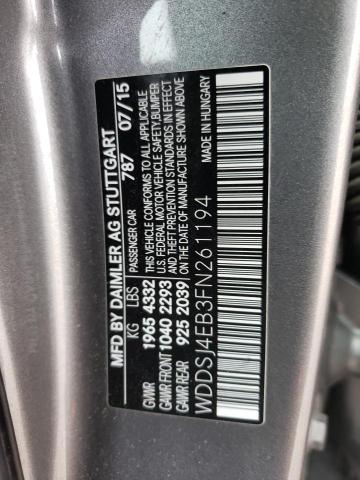 MFD BY DAIMLER AG STUTTGART
PASSENGER CAR 787 07/15
KG LBS
GVWR 1965 4332
GAWR FRONT 1040 2293
GAWR REAR 925 2039
THIS VEHICLE CONFORMS TO ALL APPLICABLE
U.S. FEDERAL MOTOR VEHICLE SAFETY, BUMPER
AND THEFT PREVENTION STANDARDS IN EFFECT
ON THE DATE OF MANUFACTURE SHOWN ABOVE
WDDSJ4EB3FN261194
MADE IN HUNGARY